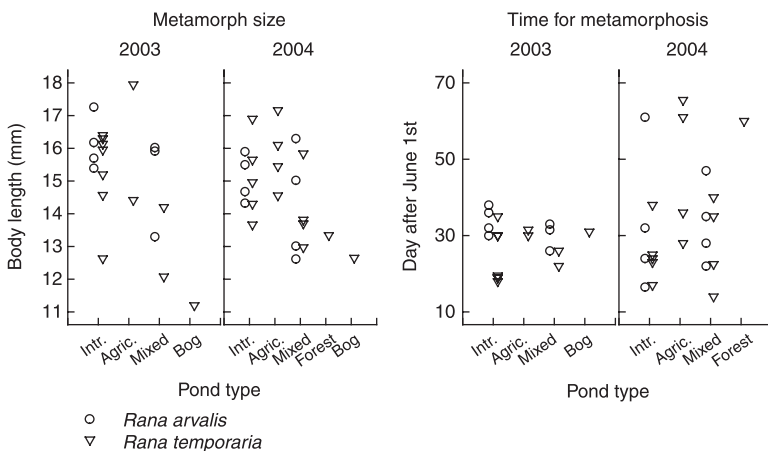 Metamorph size
2003
2004
Body length (mm)
18
17
16
15
14
13
12
11
Intr.
Agric.
Mixed
Bog
Intr.
Agric.
Mixed
Forest
Bog
Pond type
Time for metamorphosis
2003
2004
Day after June 1st
70
50
30
10
Intr.
Agric.
Mixed
Bog
Intr.
Agric.
Mixed
Forest
Pond type
Rana arvalis
Rana temporaria